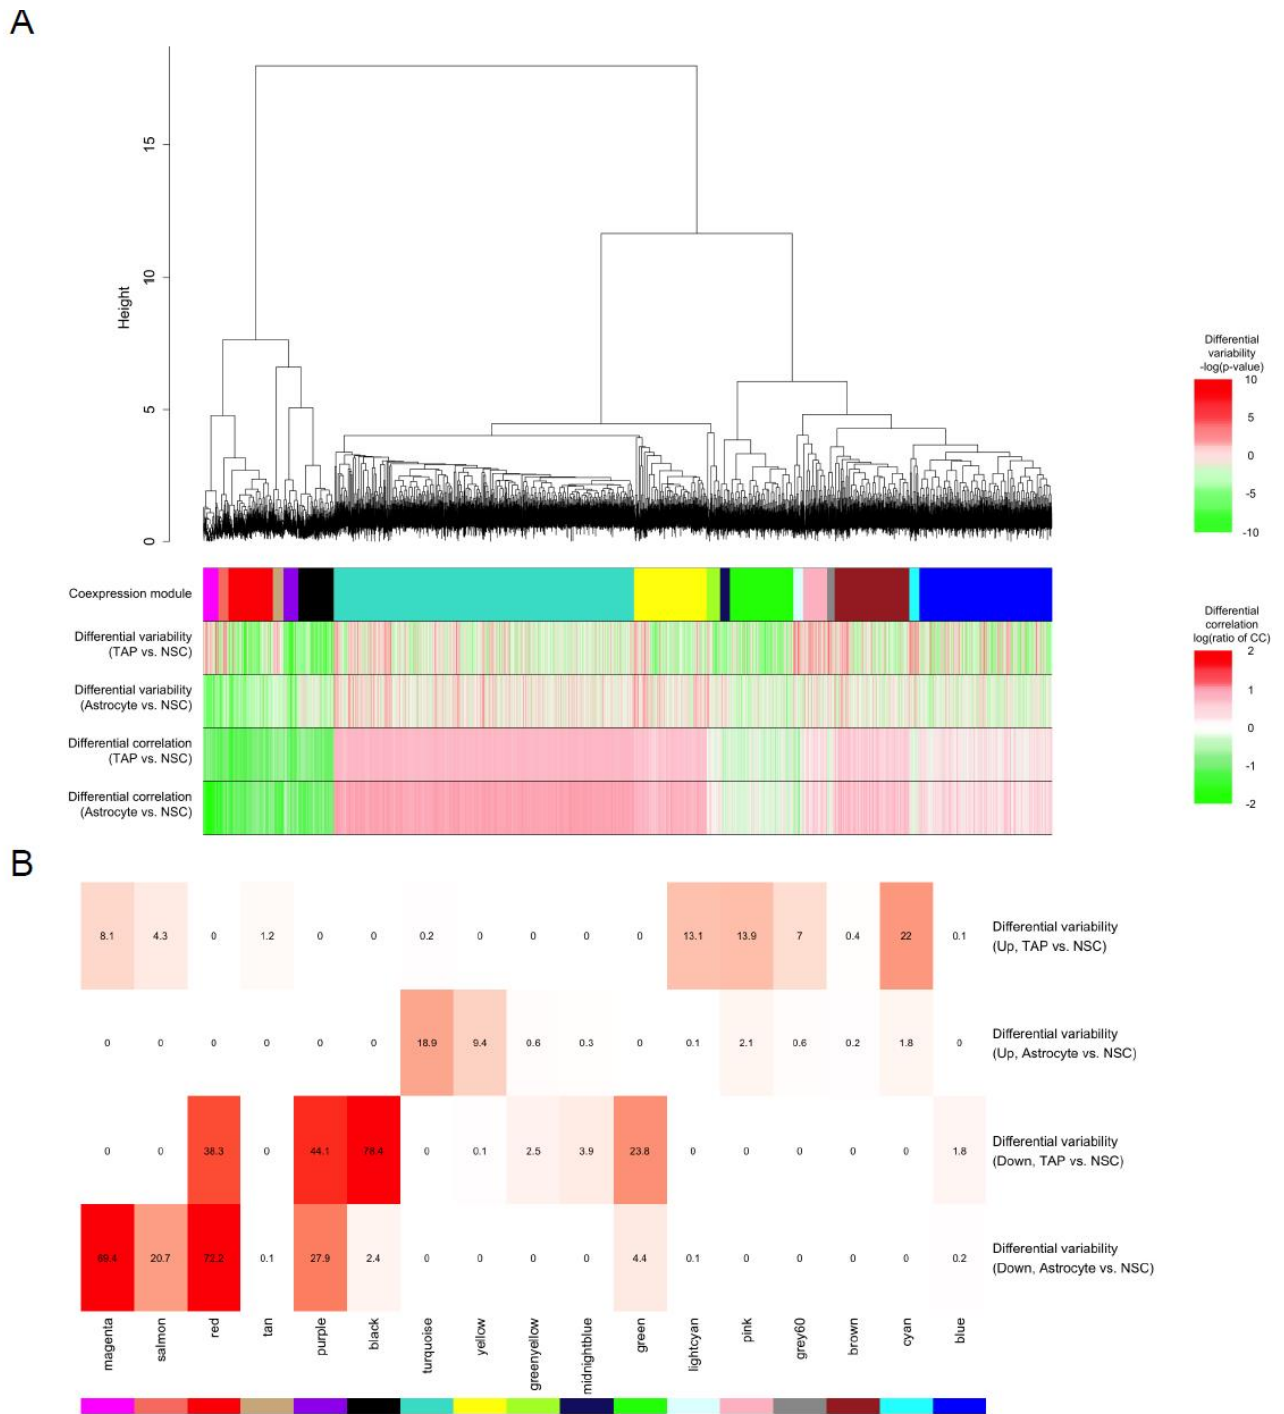 A
Height
0
5
10
15
Differential
variability
-log(p-value)
10
5
0
-5
-10
Coexpression module
Differential variability
(TAP vs. NSC)
Differential variability
(Astrocyte vs. NSC)
Differential correlation
(TAP vs. NSC)
Differential correlation
(Astrocyte vs. NSC)
Differential
correlation
log(ratio of CC)
2
1
0
-1
-2
B
8.1 4.3 0 1.2 0 0 0.2 0 0 0 0 13.1 13.9 7 0.4 22 0.1
Differential variability
(Up, TAP vs. NSC)
0 0 0 0 0 0 18.9 9.4 0.6 0.3 0 0.1 2.1 0.6 0.2 1.8 0
Differential variability
(Up, Astrocyte vs. NSC)
0 0 38.3 0 44.1 78.4 0 0.1 2.5 3.9 23.8 0 0 0 0 0 1.8
Differential variability
(Down, TAP vs. NSC)
69.4 20.7 72.2 0.1 27.9 2.4 0 0 0 0 4.4 0.1 0 0 0 0 0.2
Differential variability
(Down, Astrocyte vs. NSC)
magenta
salmon
red
tan
purple
black
turquoise
yellow
greenyellow
midnightblue
green
lightcyan
pink
grey60
brown
cyan
blue